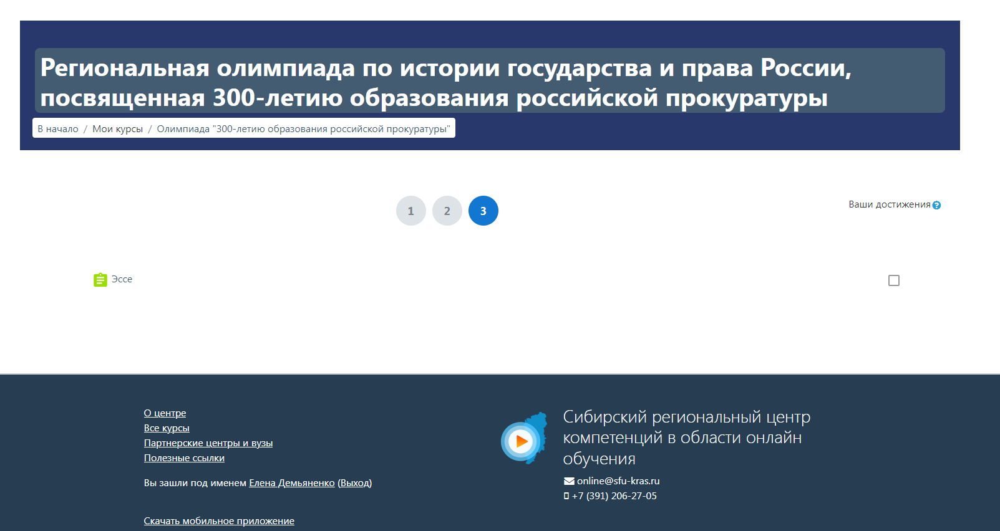 Региональная олимпиада по истории государства и права России,
посвященная 300-летию образования российской прокуратуры
В начало / Мои курсы / Олимпиада "300-летию образования российской прокуратуры"
1 2 3
Ваши достижения
Эссе
О центре
Все курсы
Партнерские центры и вузы
Полезные ссылки
Вы зашли под именем Елена Демьяненко (Выход)
Скачать мобильное приложение
Сибирский региональный центр
компетенций в области онлайн
обучения
online@sfu-kras.ru
+7 (391) 206-27-05